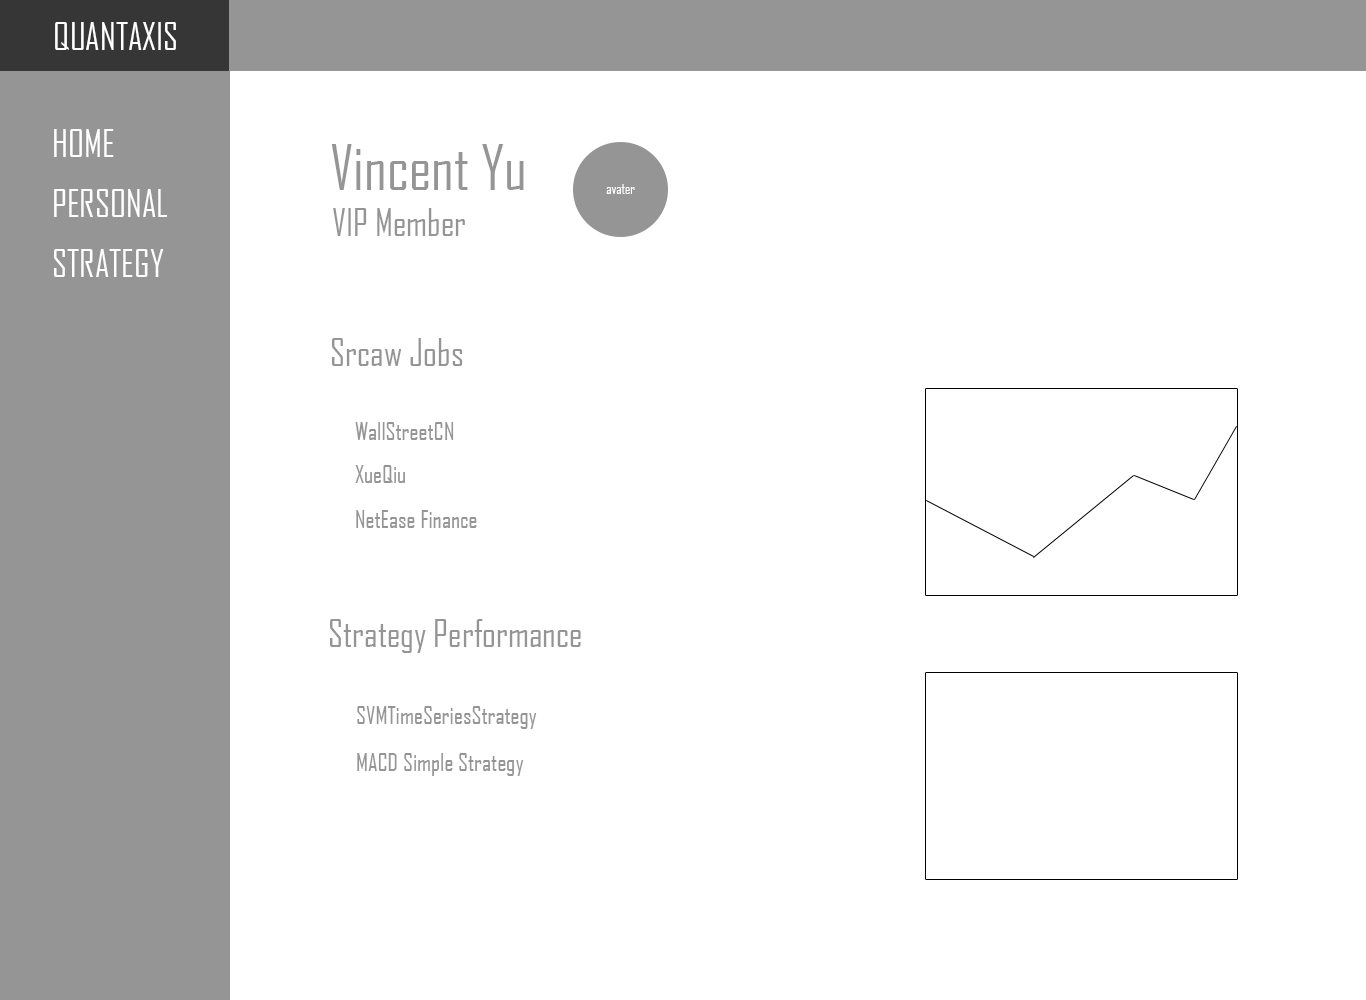 QUANTAXIS
HOME
PERSONAL
STRATEGY
Vincent Yu
VIP Member
avater
Srcaw Jobs
WallStreetCN
XueQiu
NetEase Finance
Strategy Performance
SVMTimeSeriesStrategy
MACD Simple Strategy